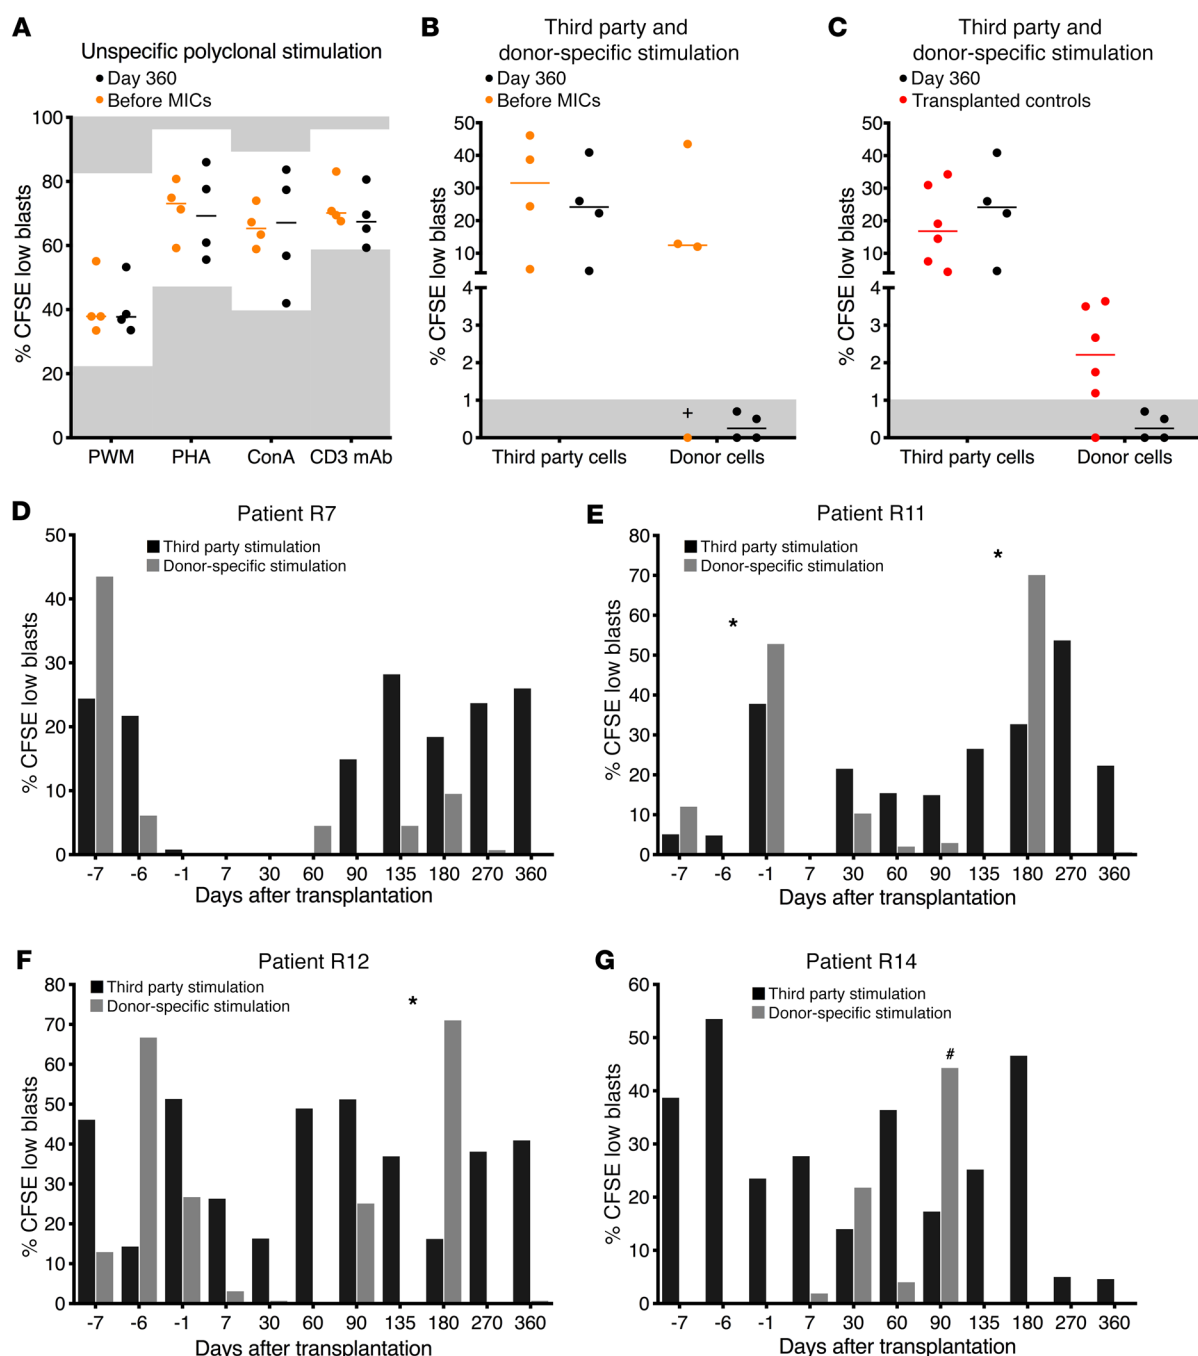 A
Unspecific polyclonal stimulation
Day 360
Before MICs
% CFSE low blasts
100
80
60
40
20
0
PWM PHA ConA CD3 mAb
B
Third party and
donor-specific stimulation
Day 360
Before MICs
% CFSE low blasts
50
40
30
20
10
4
3
2
1
0
+
Third party cells Donor cells
C
Third party and
donor-specific stimulation
Day 360
Transplanted controls
% CFSE low blasts
50
40
30
20
10
4
3
2
1
0
Third party cells Donor cells
D
Patient R7
Third party stimulation
Donor-specific stimulation
% CFSE low blasts
50
40
30
20
10
0
-7 -6 -1 7 30 60 90 135 180 270 360
Days after transplantation
E
Patient R11
Third party stimulation
Donor-specific stimulation
% CFSE low blasts
80
70
60
50
40
30
20
10
0
*
*
-7 -6 -1 7 30 60 90 135 180 270 360
Days after transplantation
F
Patient R12
Third party stimulation
Donor-specific stimulation
% CFSE low blasts
80
70
60
50
40
30
20
10
0
*
-7 -6 -1 7 30 60 90 135 180 270 360
Days after transplantation
G
Patient R14
Third party stimulation
Donor-specific stimulation
% CFSE low blasts
60
50
40
30
20
10
0
#
-7 -6 -1 7 30 60 90 135 180 270 360
Days after transplantation